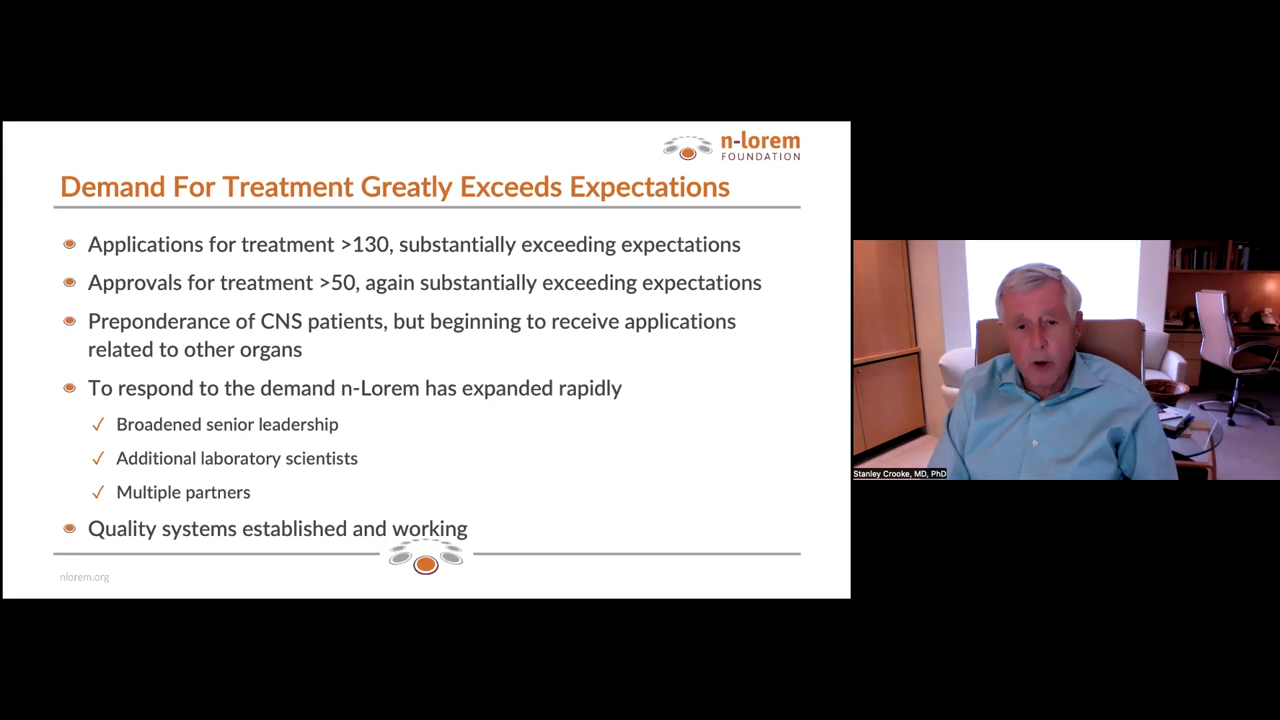 n-lorem
FOUNDATION
Demand For Treatment Greatly Exceeds Expectations
Applications for treatment >130, substantially exceeding expectations
Approvals for treatment >50, again substantially exceeding expectations
Preponderance of CNS patients, but beginning to receive applications
related to other organs
To respond to the demand n-Lorem has expanded rapidly
✓ Broadened senior leadership
✓ Additional laboratory scientists
✓ Multiple partners
Quality systems established and working
nlorem.org
Stanley Crooke, MD, PhD